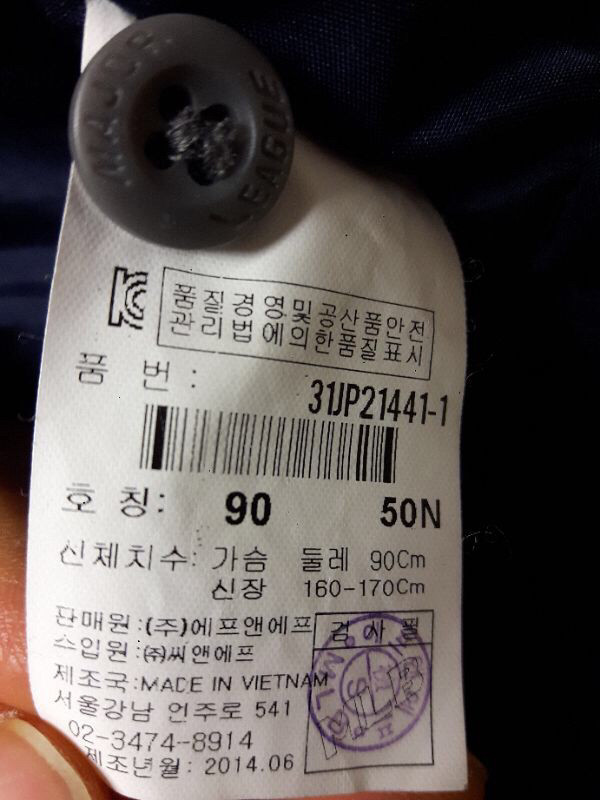 MAJOR LEAGUE
품질경영및공산품안전
관리법에의한품질표시
품 번 : 31JP21441-1
호 칭: 90 50N
신체치수: 가슴 둘레 90Cm
신장 160-170Cm
판매원 :(주)에프앤에프
수입원 :㈜씨앤에프
제조국:MADE IN VIETNAM
서울강남 언주로 541
02-3474-8914
제조년월 : 2014.06
검 사 필